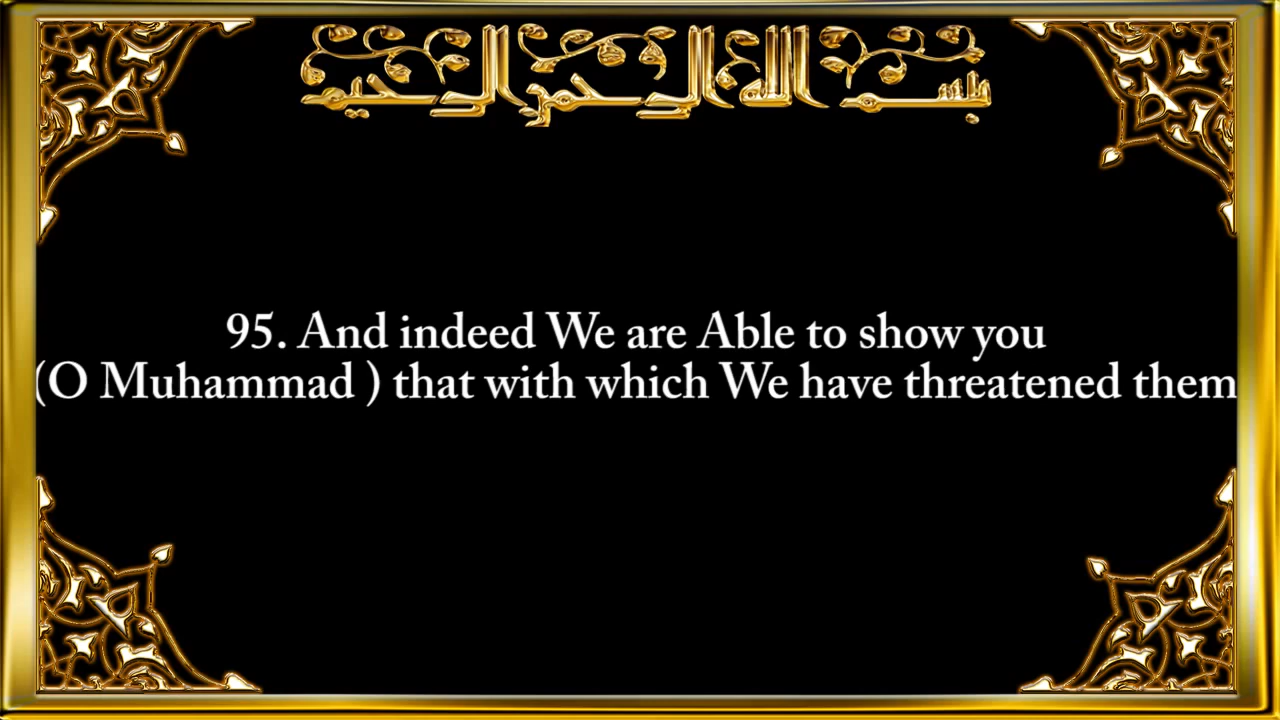 بسم الله الرحمن الرحيم
95. And indeed We are Able to show you
(O Muhammad ) that with which We have threatened them